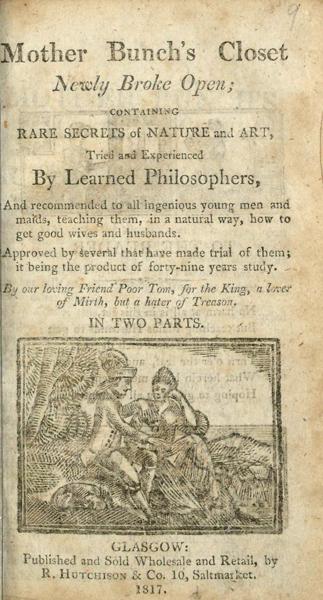 9
Mother Bunch's Closet
Newly Broke Open;
CONTAINING
RARE SECRETS of NATURE and ART,
Tried and Experienced
By Learned Philosophers,
And recommended to all ingenious young men and
maids, teaching them, in a natural way, how to
get good wives and husbands.
Approved by several that have made trial of them;
it being the product of forty-nine years study.
By our loving Friend Poor Tom, for the King, a lover
of Mirth, but a hater of Treason.
IN TWO PARTS.
GLASGOW:
Published and Sold Wholesale and Retail, by
R. HUTCHISON & Co. 10, Saltmarket.
1817.